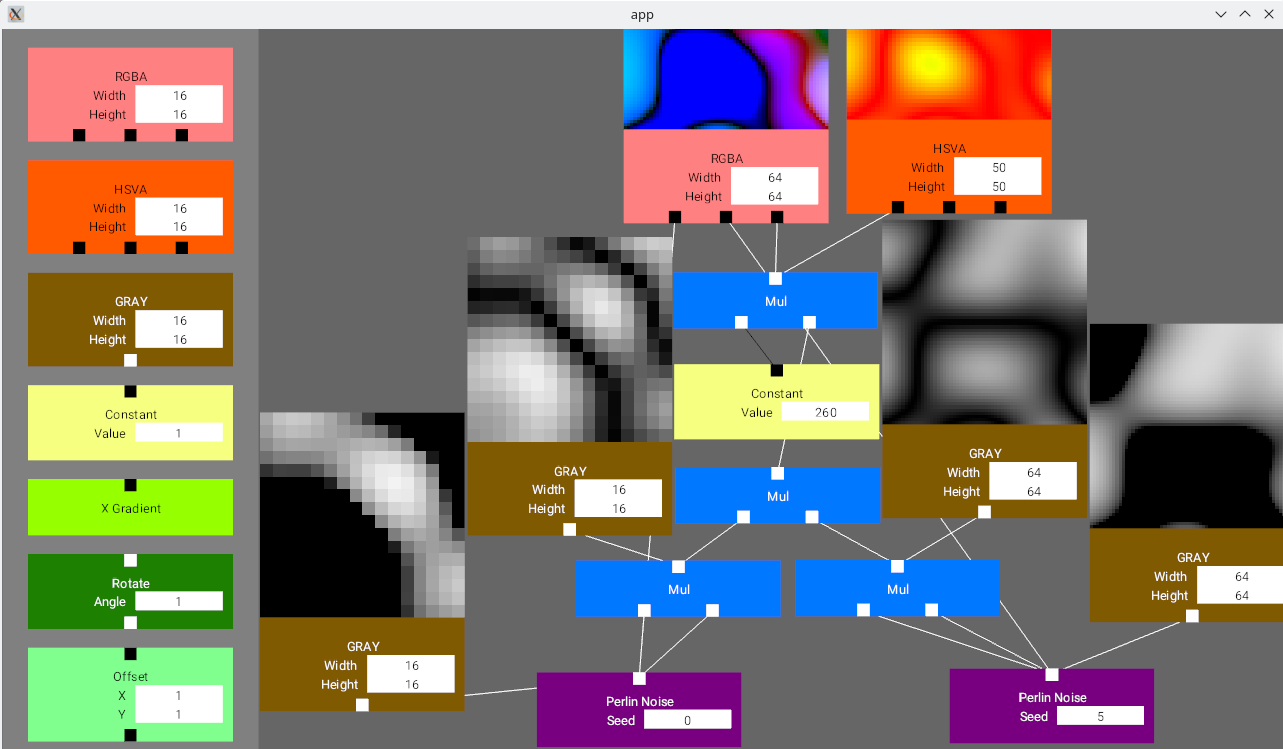 app
RGBA
Width 16
Height 16
HSVA
Width 16
Height 16
GRAY
Width 16
Height 16
Constant
Value 1
X Gradient
Rotate
Angle 1
Offset
X 1
Y 1
RGBA
Width 64
Height 64
HSVA
Width 50
Height 50
Mul
Constant
Value 260
GRAY
Width 16
Height 16
Mul
GRAY
Width 64
Height 64
GRAY
Width 64
Height 64
Mul
Mul
GRAY
Width 16
Height 16
Perlin Noise
Seed 0
Perlin Noise
Seed 5